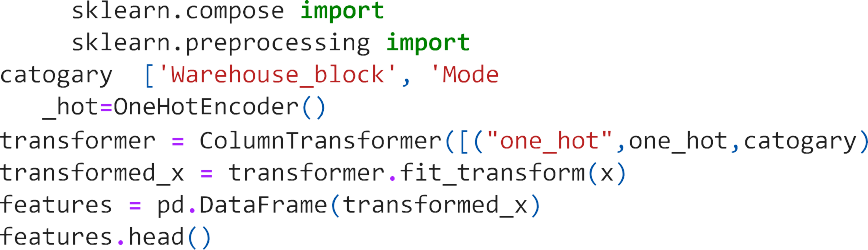 sklearn.compose import
sklearn.preprocessing import
catogary ['Warehouse_block', 'Mode
_hot=OneHotEncoder()
transformer = ColumnTransformer([("one_hot",one_hot,catogary)
transformed_x = transformer.fit_transform(x)
features = pd.DataFrame(transformed_x)
features.head()